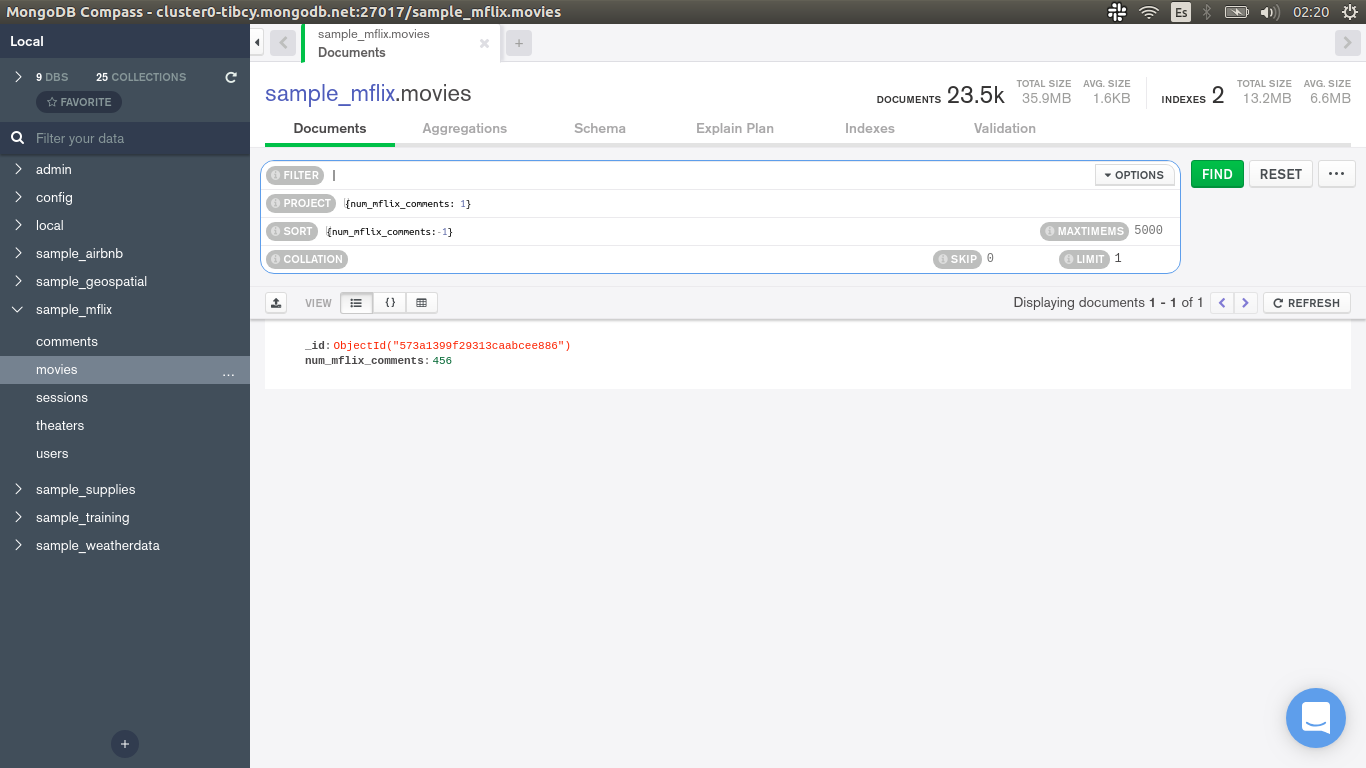 MongoDB Compass - cluster0-tibcy.mongodb.net:27017/sample_mflix.movies
Es
02:20
Local
9 DBS 25 COLLECTIONS
FAVORITE
Filter your data
admin
config
local
sample_airbnb
sample_geospatial
sample_mflix
comments
movies ...
sessions
theaters
users
sample_supplies
sample_training
sample_weatherdata
+
sample_mflix.movies
Documents
+
sample_mflix.movies
DOCUMENTS 23.5k
TOTAL SIZE 35.9MB
AVG. SIZE 1.6KB
INDEXES 2
TOTAL SIZE 13.2MB
AVG. SIZE 6.6MB
Documents Aggregations Schema Explain Plan Indexes Validation
FILTER
OPTIONS
FIND RESET ...
PROJECT {num_mflix_comments: 1}
SORT {num_mflix_comments:-1}
MAXTIMEMS 5000
COLLATION
SKIP 0
LIMIT 1
VIEW {}
Displaying documents 1 - 1 of 1
REFRESH
_id: ObjectId("573a1399f29313caabcee886")
num_mflix_comments: 456